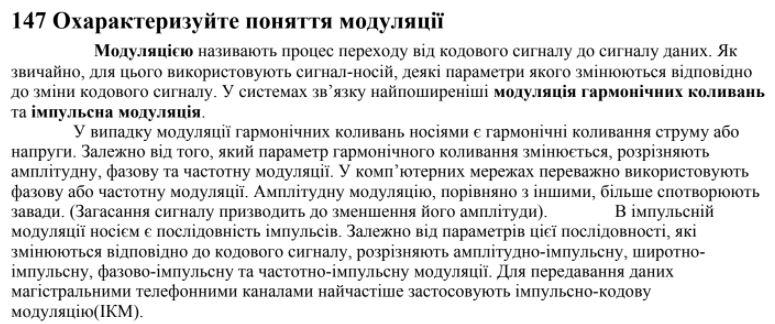 147 Охарактеризуйте поняття модуляції
Модуляцією називають процес переходу від кодового сигналу до сигналу даних. Як
звичайно, для цього використовують сигнал-носій, деякі параметри якого змінюються відповідно
до зміни кодового сигналу. У системах зв’язку найпоширеніші модуляція гармонічних коливань
та імпульсна модуляція.
У випадку модуляції гармонічних коливань носіями є гармонічні коливання струму або
напруги. Залежно від того, який параметр гармонічного коливання змінюється, розрізняють
амплітудну, фазову та частотну модуляції. У комп’ютерних мережах переважно використовують
фазову або частотну модуляції. Амплітудну модуляцію, порівняно з іншими, більше спотворюють
завади. (Загасання сигналу призводить до зменшення його амплітуди). В імпульсній
модуляції носієм є послідовність імпульсів. Залежно від параметрів цієї послідовності, які
змінюються відповідно до кодового сигналу, розрізняють амплітудно-імпульсну, широтно-
імпульсну, фазово-імпульсну та частотно-імпульсну модуляції. Для передавання даних
магістральними телефонними каналами найчастіше застосовують імпульсно-кодову
модуляцію(ІКМ).